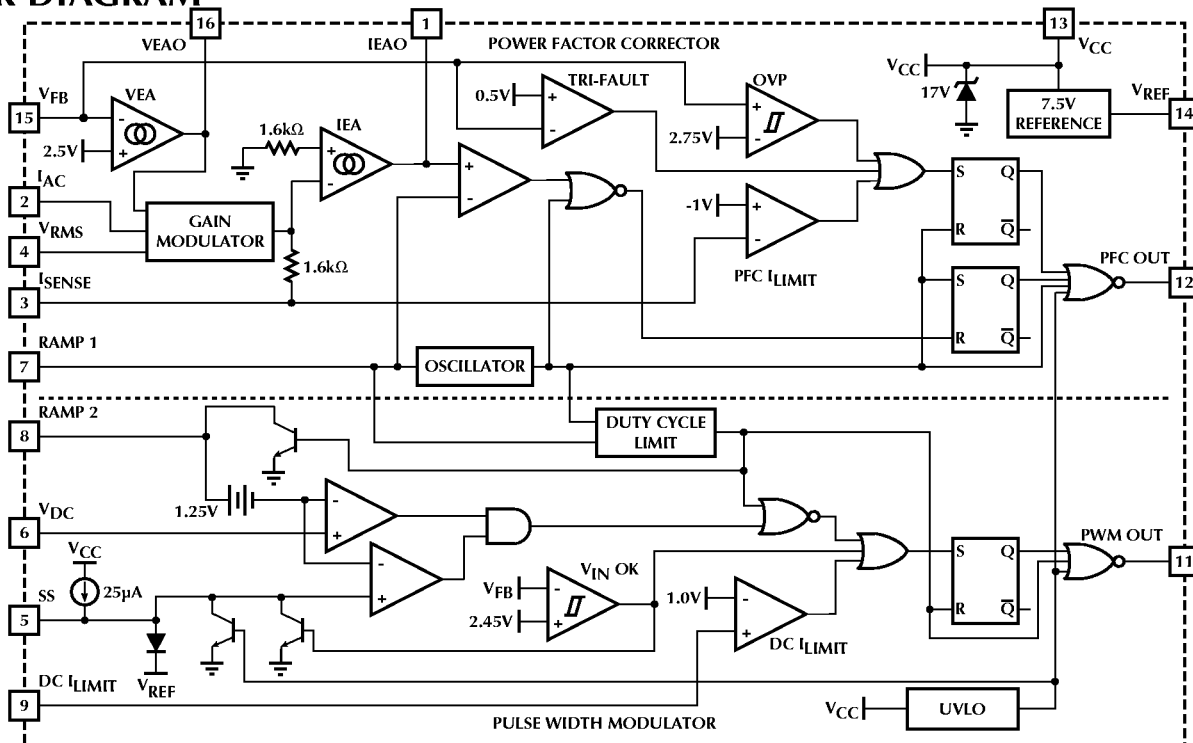 R DIAGRAM
16
1
13
VEAO
IEAO
POWER FACTOR CORRECTOR
VCC
VFB
VEA
TRI-FAULT
OVP
VCC
17V
VREF
15
0.5V
7.5V
REFERENCE
14
2.5V
1.6kΩ
IEA
2.75V
IAC
2
VRMS
4
GAIN
MODULATOR
-1V
S
Q
R
Q
ISENSE
3
1.6kΩ
PFC ILIMIT
PFC OUT
12
S
Q
R
Q
RAMP 1
7
OSCILLATOR
RAMP 2
8
DUTY CYCLE
LIMIT
1.25V
VDC
6
PWM OUT
11
VCC
25µA
SS
5
VIN OK
VFB
2.45V
1.0V
S
Q
R
Q
DC ILIMIT
VREF
DC ILIMIT
9
VCC
UVLO
PULSE WIDTH MODULATOR
+
-
+
-
+
-
+
-
+
-
+
-
+
-
-
+
-
+
-
+
-
+